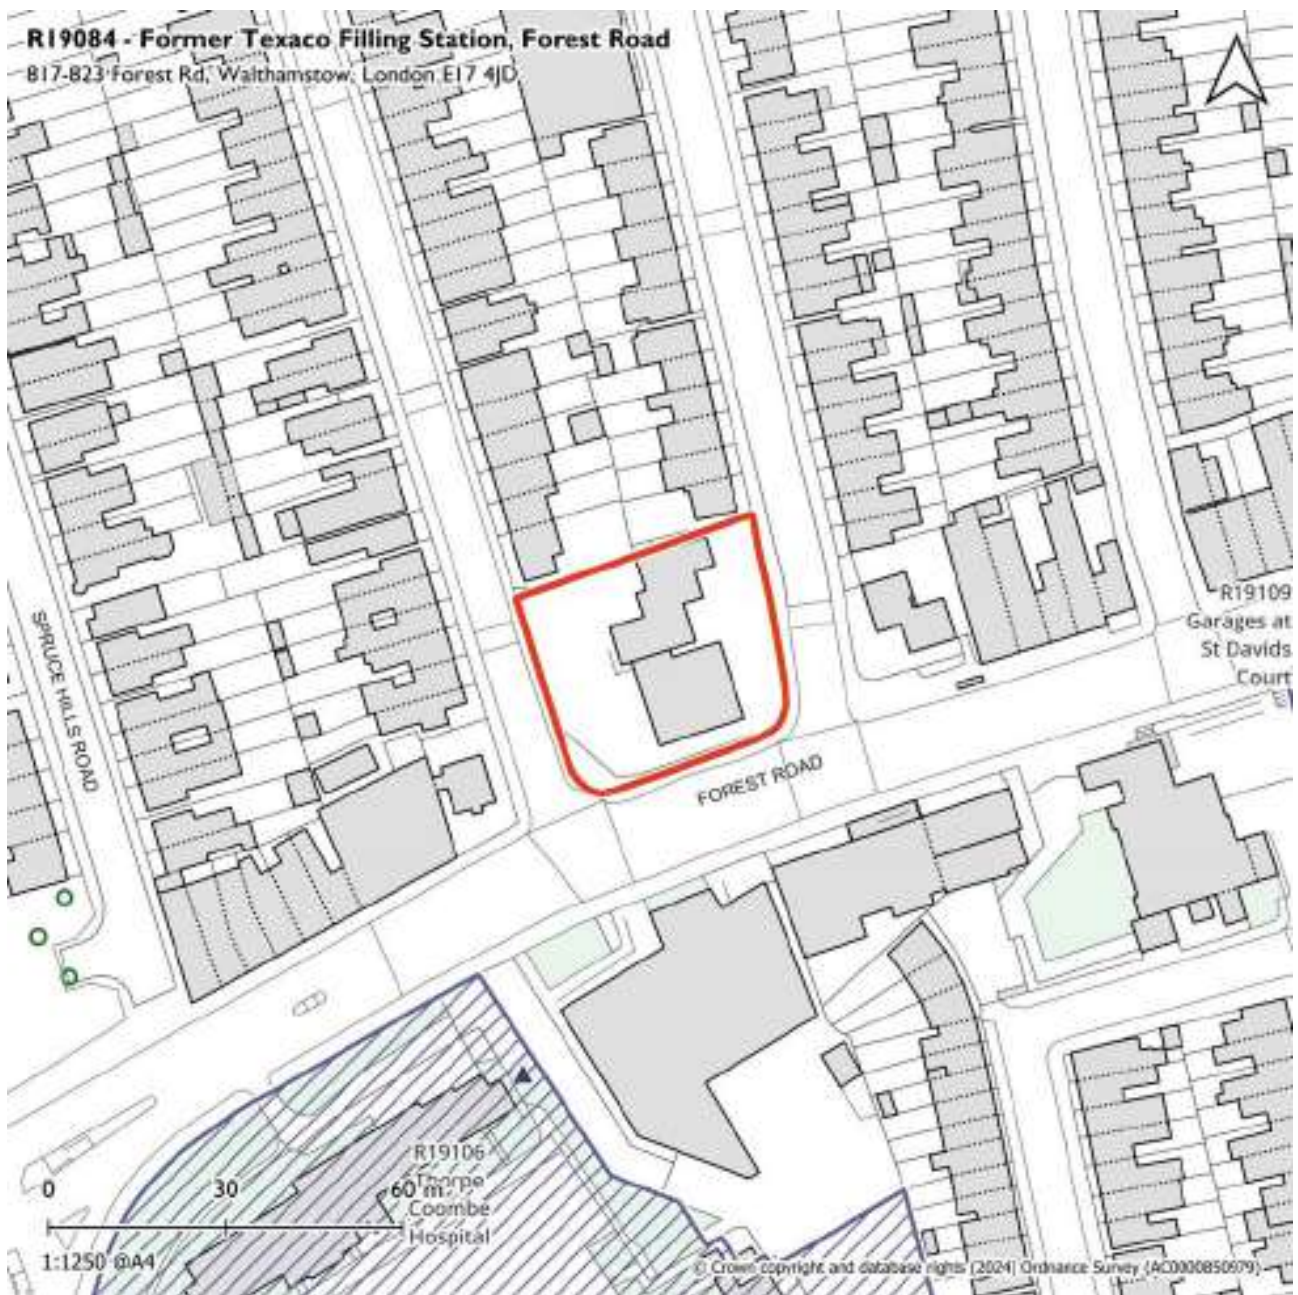 R19084 - Former Texaco Filling Station, Forest Road
817-823 Forest Rd, Walthamstow, London E17 4JD
SPRUCE HILLS ROAD
R19109
Garages at
St Davids
Court
FOREST ROAD
R19106
Thorpe
Coombe
Hospital
0 30 60 m
1:1250 @A4
© Crown copyright and database rights [2024] Ordnance Survey (AC0000850979)